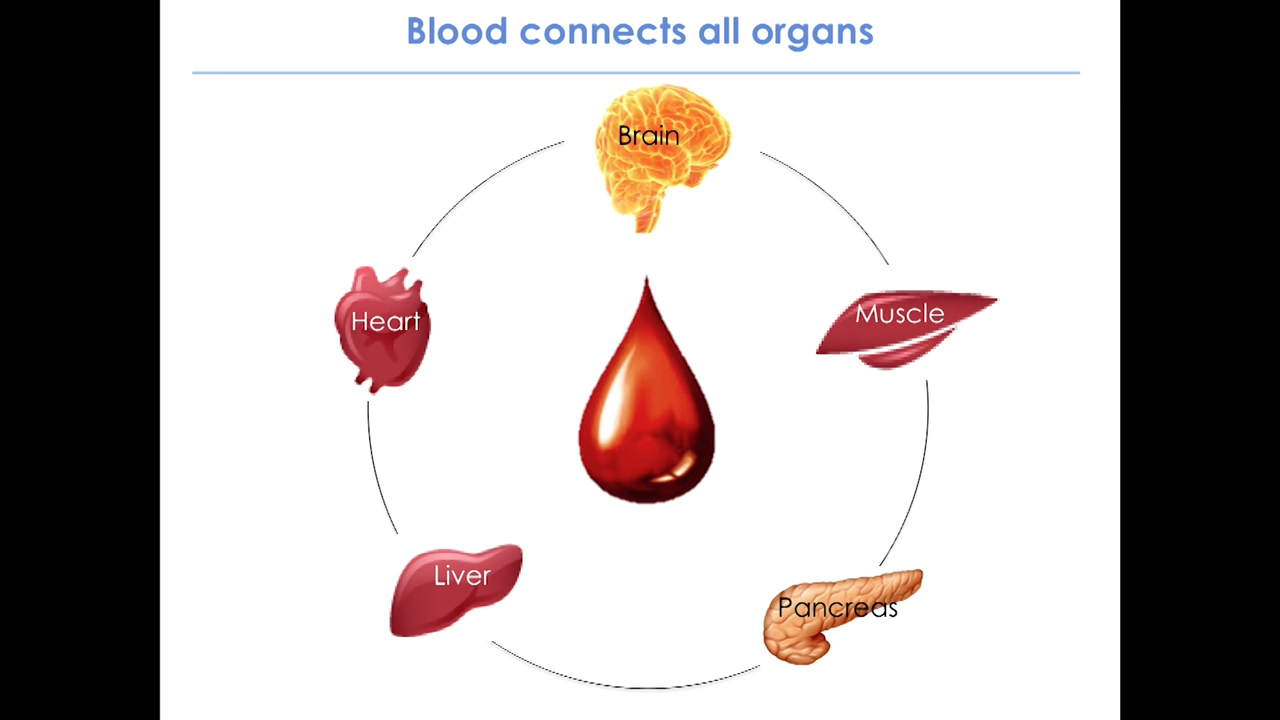 Blood connects all organs
Brain
Heart
Muscle
Liver
Pancreas